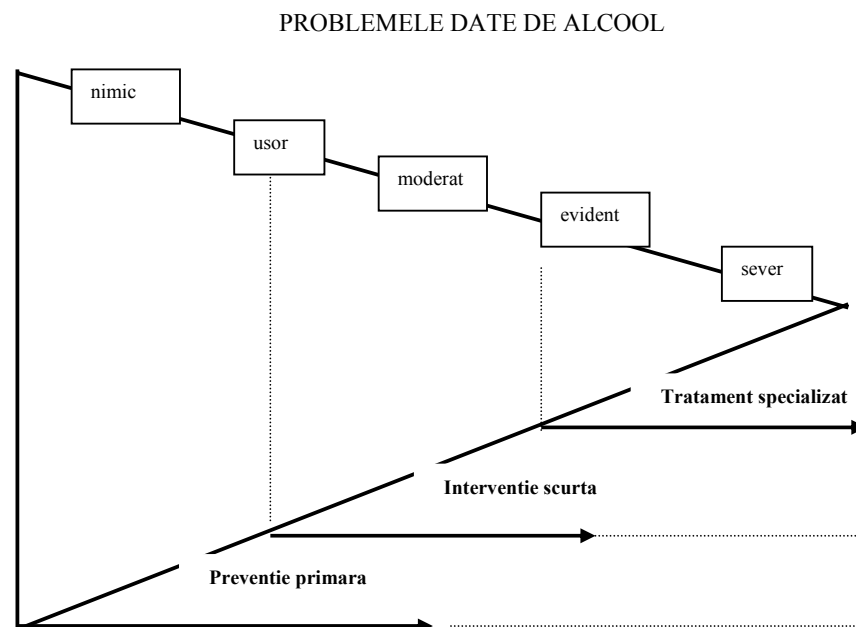 PROBLEMELE DATE DE ALCOOL
nimic
usor
moderat
evident
sever
Tratament specializat
Interventie scurta
Preventie primara